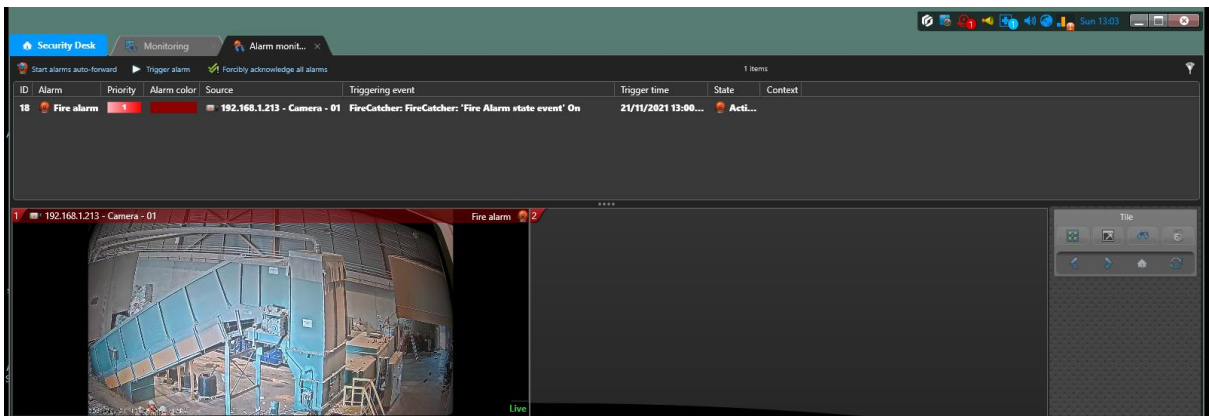 1
1
Sun 13:03
Security Desk
Monitoring
Alarm monit...
Start alarms auto-forward
Trigger alarm
Forcibly acknowledge all alarms
1 items
ID Alarm Priority Alarm color Source Triggering event Trigger time State Context
18 Fire alarm 1 192.168.1.213 - Camera - 01 FireCatcher: FireCatcher: 'Fire Alarm state event' On 21/11/2021 13:00... Acti...
1 192.168.1.213 - Camera - 01 Fire alarm 2
Tile
Live